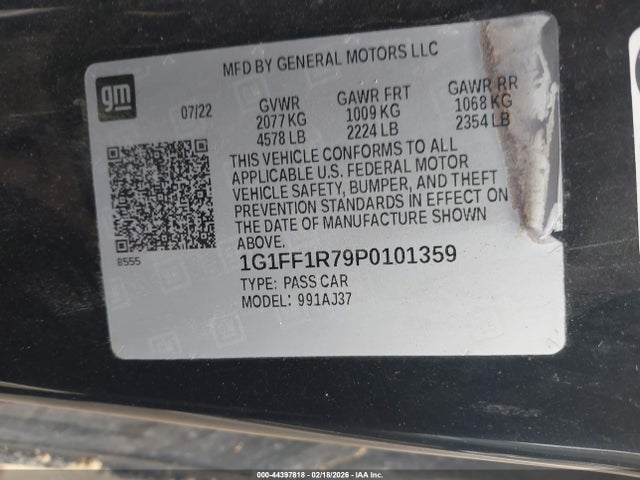 MFD BY GENERAL MOTORS LLC
gm
07/22
GVWR
2077 KG
4578 LB
GAWR FRT
1009 KG
2224 LB
GAWR RR
1068 KG
2354 LB
THIS VEHICLE CONFORMS TO ALL
APPLICABLE U.S. FEDERAL MOTOR
VEHICLE SAFETY, BUMPER, AND THEFT
PREVENTION STANDARDS IN EFFECT ON
THE DATE OF MANUFACTURE SHOWN
ABOVE.
8555
1G1FF1R79P0101359
TYPE: PASS CAR
MODEL: 991AJ37
000-44397818 - 02/18/2026 - IAA, Inc.